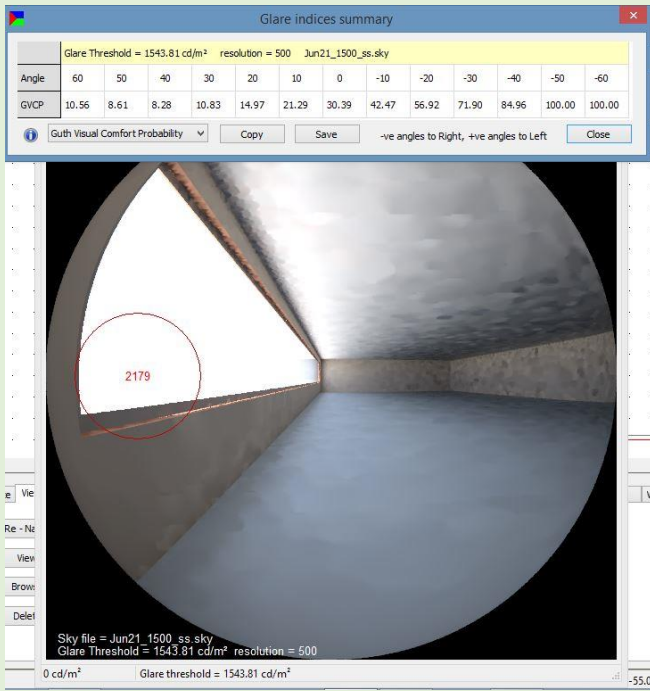 Glare indices summary
Glare Threshold = 1543.81 cd/m² resolution = 500 Jun21_1500_ss.sky
Angle 60 50 40 30 20 10 0 -10 -20 -30 -40 -50 -60
GVCP 10.56 8.61 8.28 10.83 14.97 21.29 30.39 42.47 56.92 71.90 84.96 100.00 100.00
Guth Visual Comfort Probability Copy Save -ve angles to Right, +ve angles to Left Close
2179
Vie
Re - Na
View
Brow
Delet
Sky file = Jun21_1500_ss.sky
Glare Threshold = 1543.81 cd/m² resolution = 500
0 cd/m² Glare threshold = 1543.81 cd/m²
-55.0